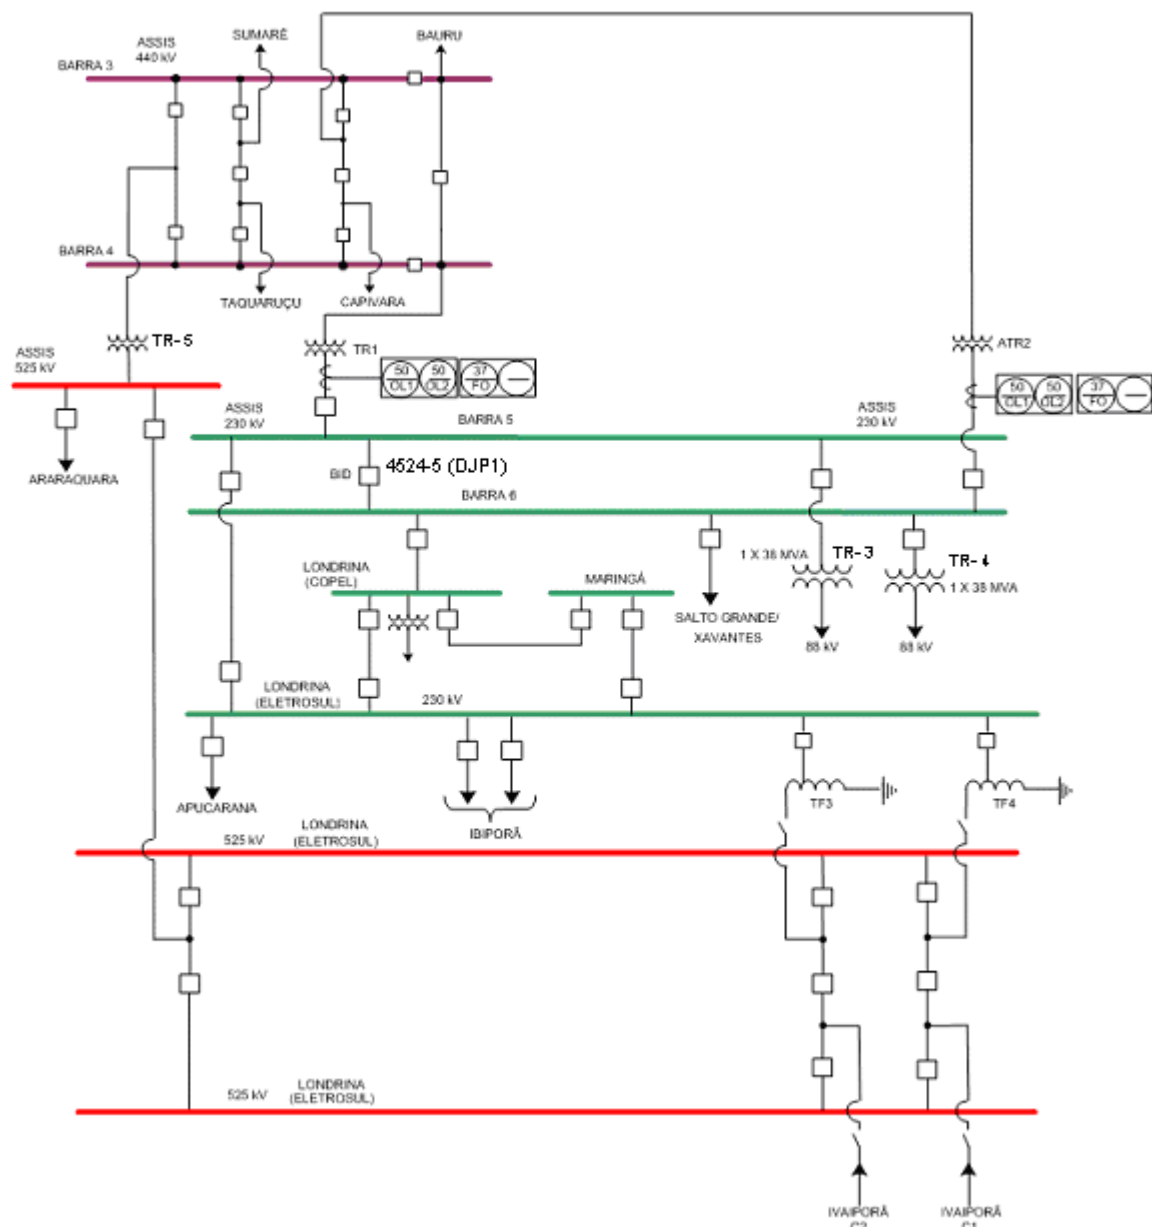 SUMARÉ
BAURU
ASSIS
440 kV
BARRA 3
BARRA 4
TAQUARUÇU
CAPIVARA
TR-5
TR1
ATR2
ASSIS
525 kV
50
OL1
50
OL2
37
FO
50
OL1
50
OL2
37
FO
ASSIS
230 kV
BARRA 5
ASSIS
230 kV
ARARAQUARA
BID
4524-5 (DJP1)
BARRA 6
LONDRINA
(COPEL)
MARINGÁ
1 X 38 MVA
TR-3
TR-4
1 X 38 MVA
SALTO GRANDE/
XAVANTES
88 kV
88 kV
LONDRINA
(ELETROSUL)
230 kV
APUCARANA
IBIPORÃ
TF3
TF4
525 kV
LONDRINA
(ELETROSUL)
525 kV
LONDRINA
(ELETROSUL)
IVAIPORÃ
IVAIPORÃ